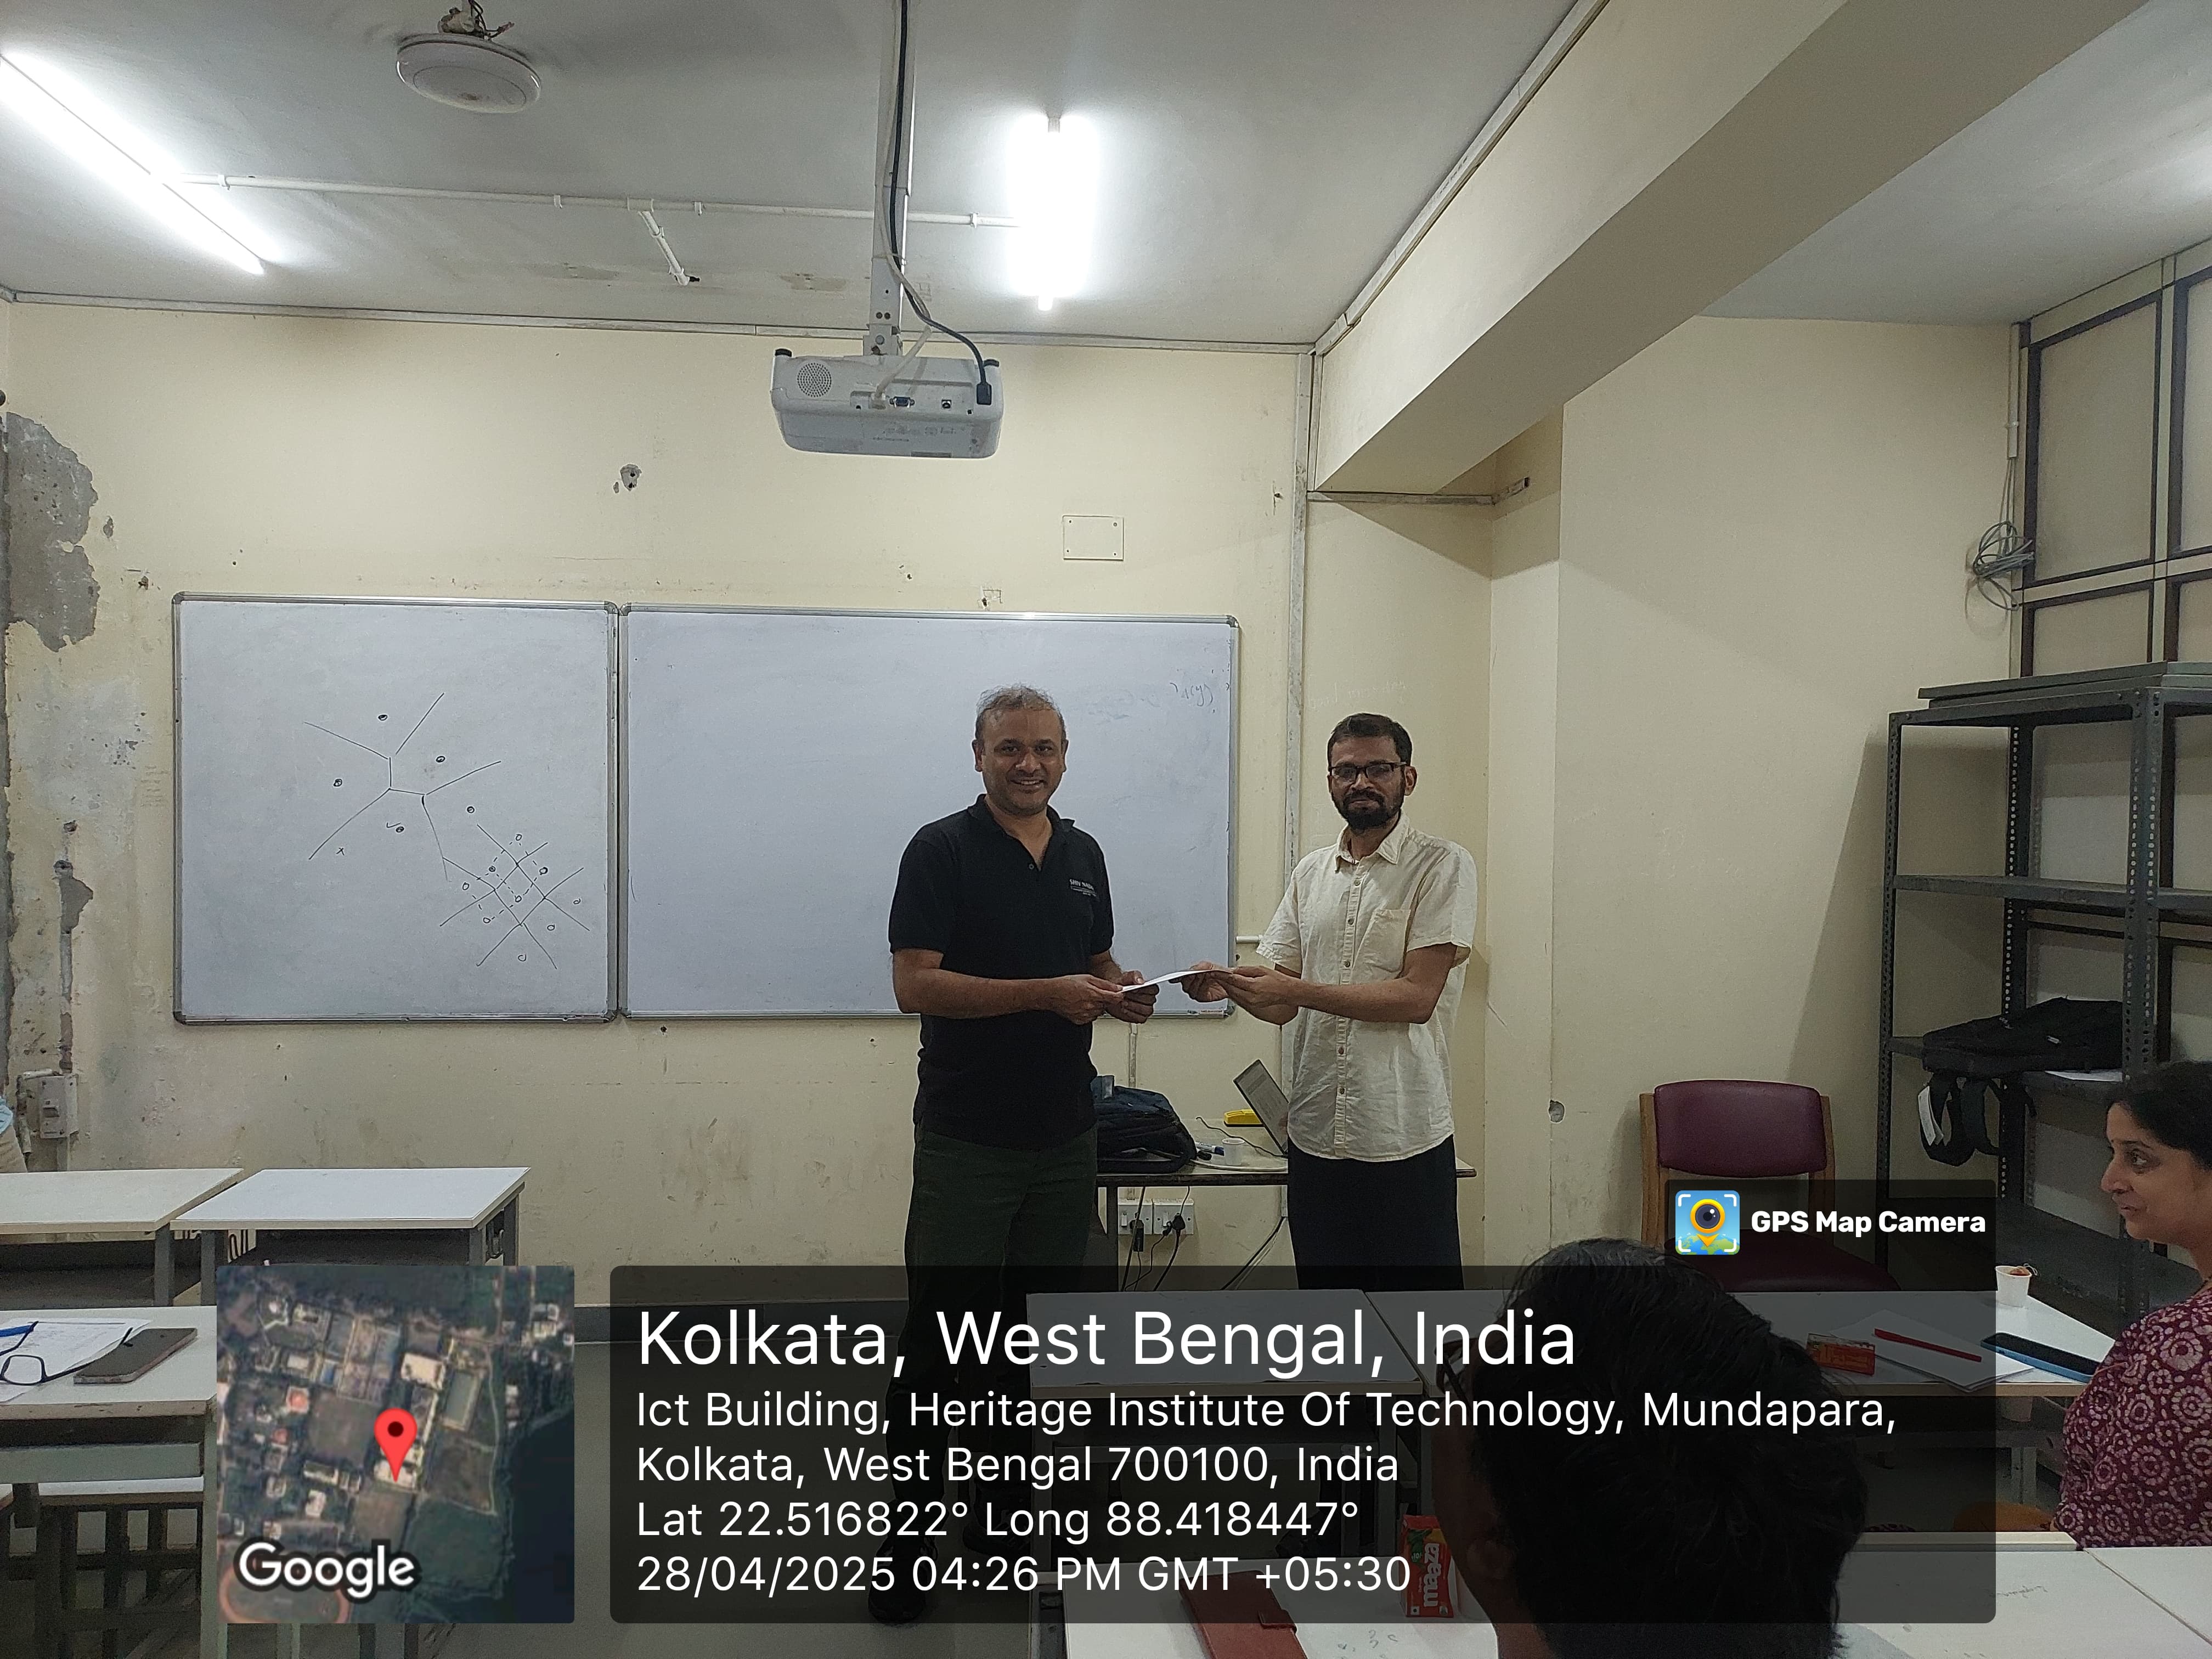 GPS Map Camera
Kolkata, West Bengal, India
Ict Building, Heritage Institute Of Technology, Mundapara,
Kolkata, West Bengal 700100, India
Lat 22.516822° Long 88.418447°
28/04/2025 04:26 PM GMT +05:30
Google
maaza